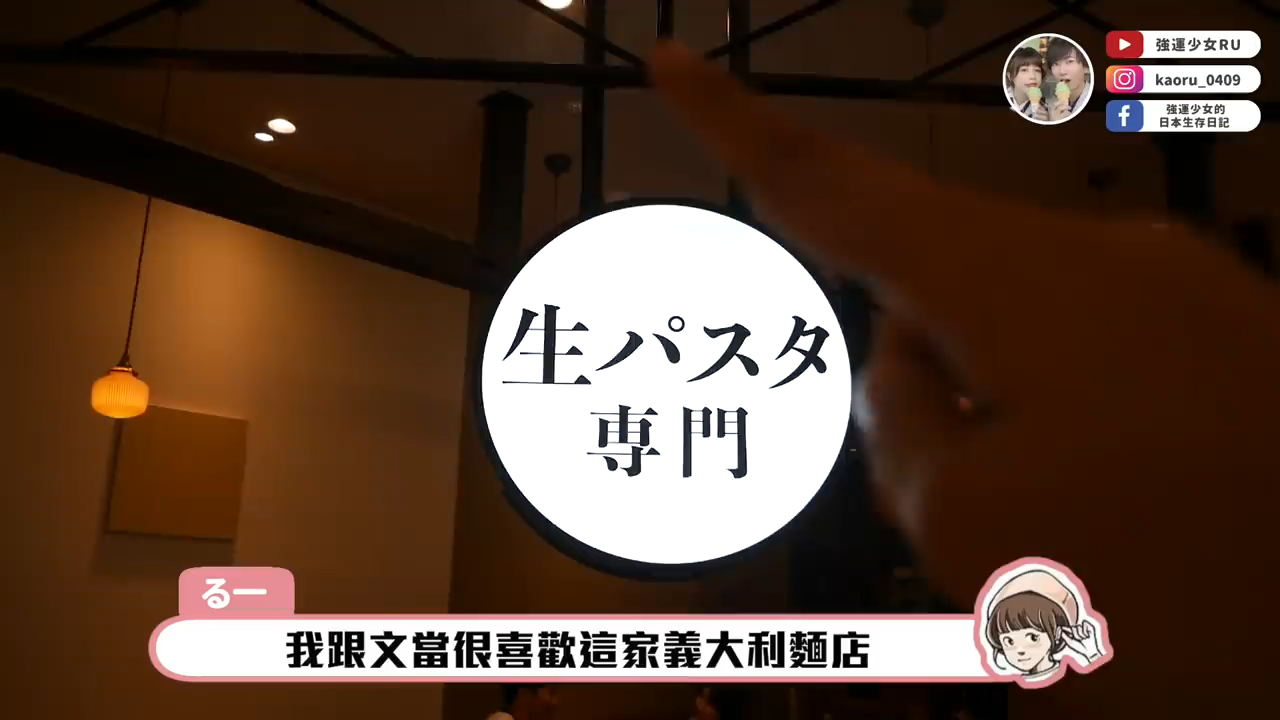 強運少女RU
kaoru_0409
強運少女的
日本生存日記
生パスタ
専門
るー
我跟文當很喜歡這家義大利麵店